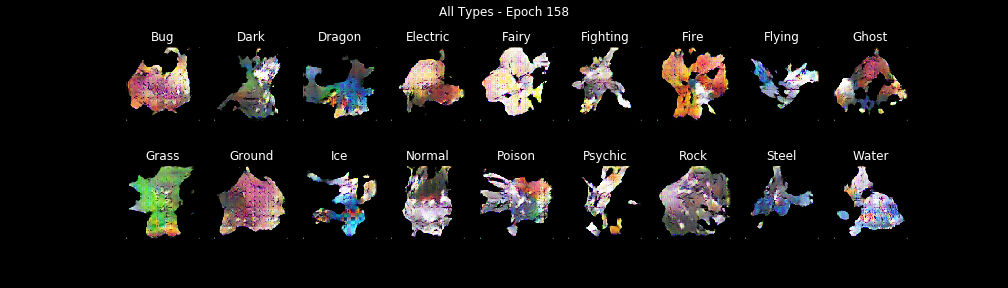 All Types - Epoch 158
Bug Dark Dragon Electric Fairy Fighting Fire Flying Ghost
Grass Ground Ice Normal Poison Psychic Rock Steel Water